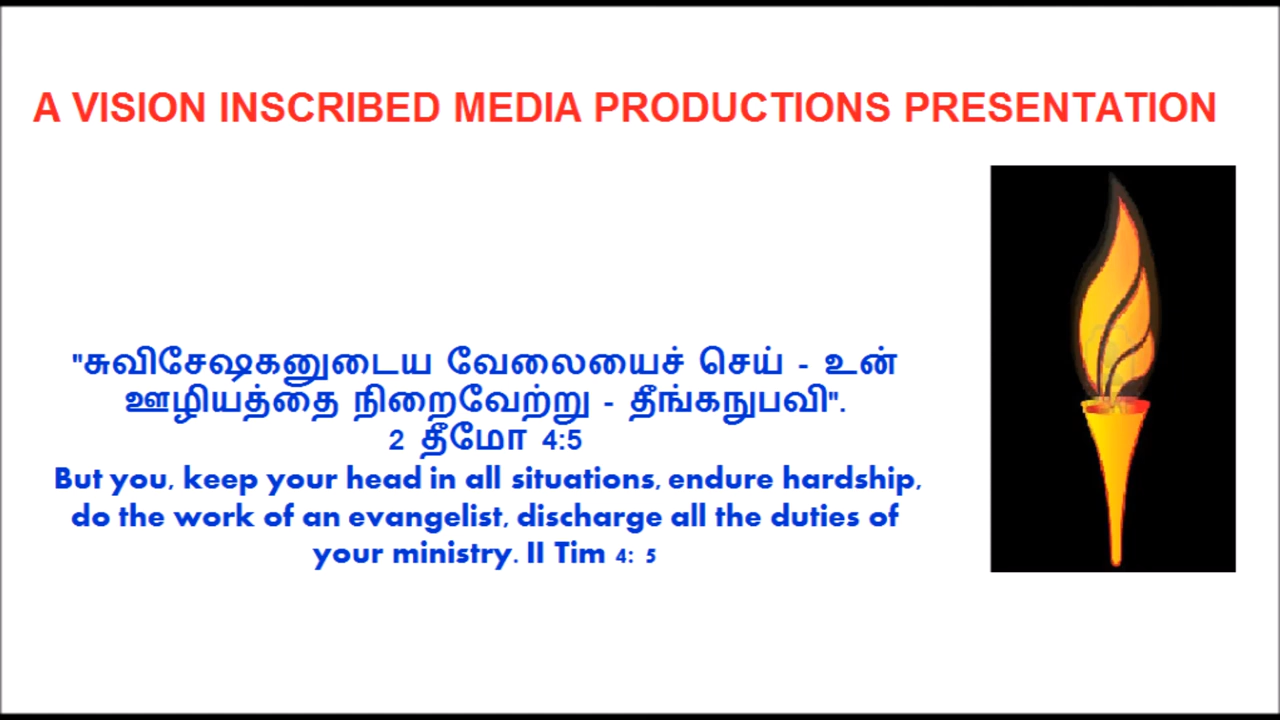 A VISION INSCRIBED MEDIA PRODUCTIONS PRESENTATION
"சுவிசேஷகனுடைய வேலையைச் செய் - உன்
ஊழியத்தை நிறைவேற்று - தீங்கநுபவி".
2 தீமோ 4:5
But you, keep your head in all situations, endure hardship,
do the work of an evangelist, discharge all the duties of
your ministry. II Tim 4: 5